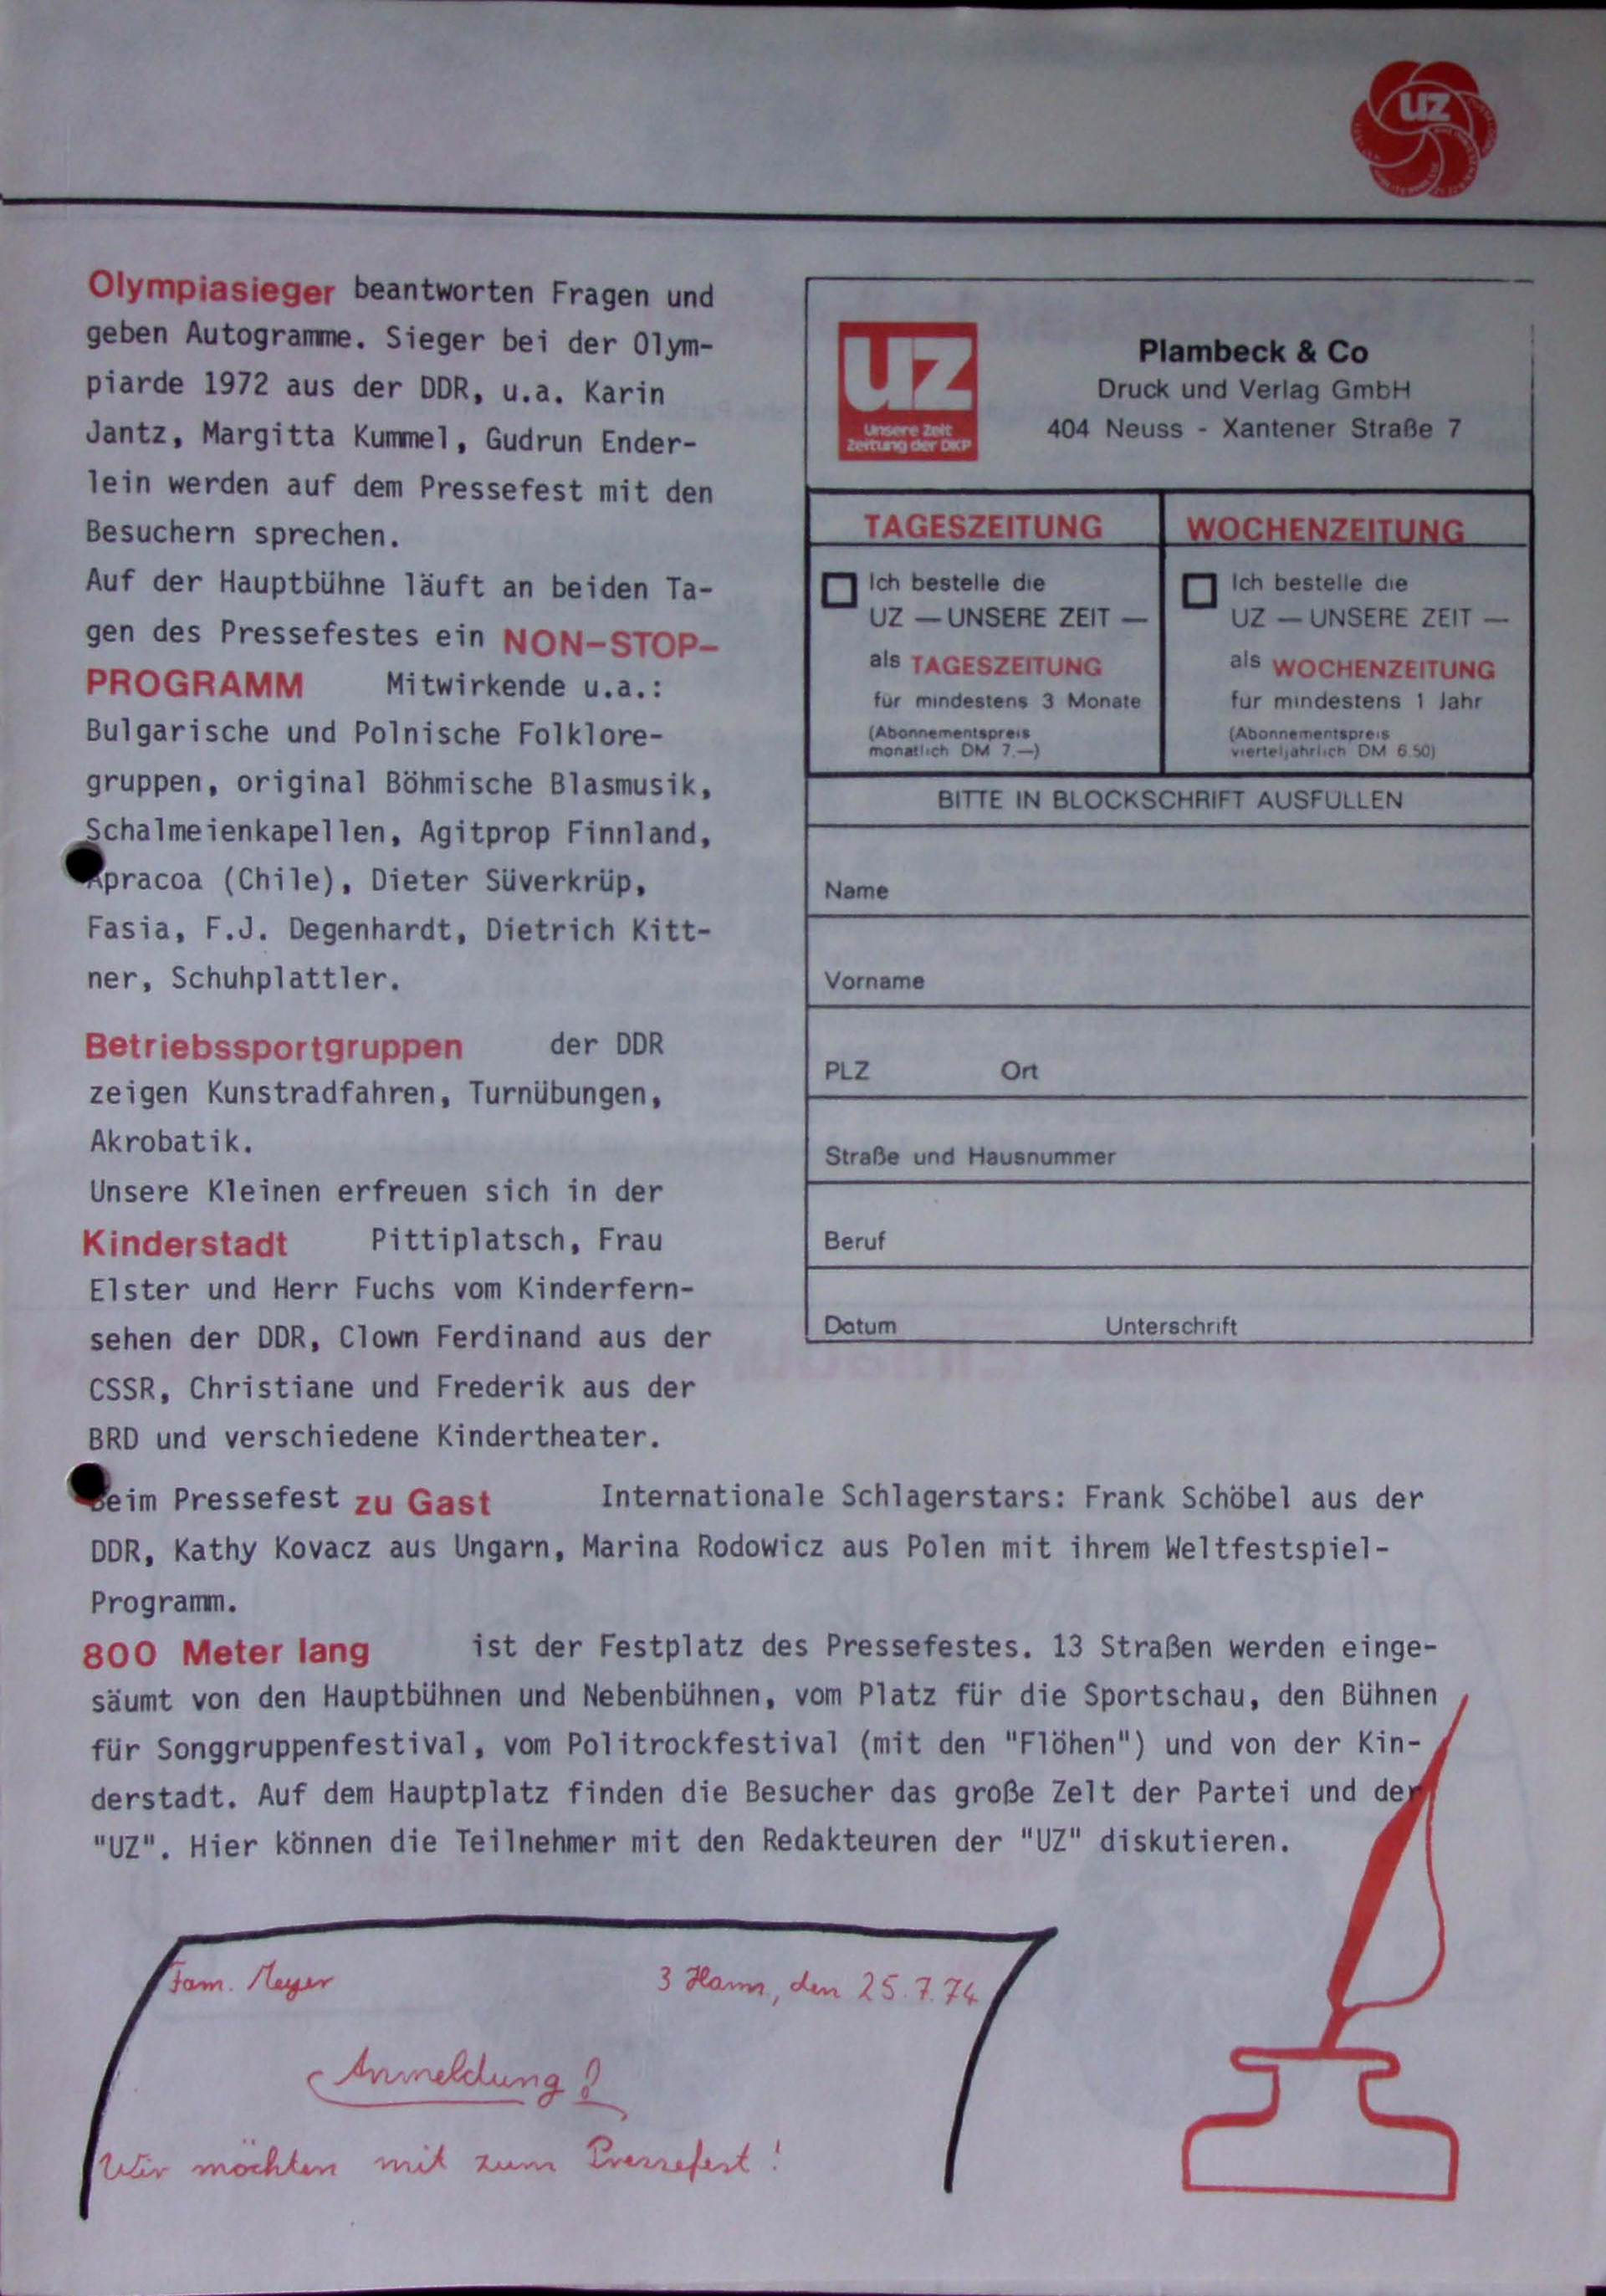 UZ
Olympiasieger beantworten Fragen und
geben Autogramme. Sieger bei der Olym-
piarde 1972 aus der DDR, u.a. Karin
Jantz, Margitta Kummel, Gudrun Ender-
lein werden auf dem Pressefest mit den
Besuchern sprechen.
Auf der Hauptbühne läuft an beiden Ta-
gen des Pressefestes ein NON-STOP-
PROGRAMM Mitwirkende u.a.:
Bulgarische und Polnische Folklore-
gruppen, original Böhmische Blasmusik,
Schalmeienkapellen, Agitprop Finnland,
Apracoa (Chile), Dieter Süverkrüp,
Fasia, F.J. Degenhardt, Dietrich Kitt-
ner, Schuhplattler.
Betriebssportgruppen der DDR
zeigen Kunstradfahren, Turnübungen,
Akrobatik.
Unsere Kleinen erfreuen sich in der
Kinderstadt Pittiplatsch, Frau
Elster und Herr Fuchs vom Kinderfern-
sehen der DDR, Clown Ferdinand aus der
CSSR, Christiane und Frederik aus der
BRD und verschiedene Kindertheater.
Beim Pressefest zu Gast Internationale Schlagerstars: Frank Schöbel aus der
DDR, Kathy Kovacz aus Ungarn, Marina Rodowicz aus Polen mit ihrem Weltfestspiel-
Programm.
800 Meter lang ist der Festplatz des Pressefestes. 13 Straßen werden einge-
säumt von den Hauptbühnen und Nebenbühnen, vom Platz für die Sportschau, den Bühnen
für Songgruppenfestival, vom Politrockfestival (mit den "Flöhen") und von der Kin-
derstadt. Auf dem Hauptplatz finden die Besucher das große Zelt der Partei und der
"UZ". Hier können die Teilnehmer mit den Redakteuren der "UZ" diskutieren.
UZ
Unsere Zeit
Zeitung der DKP
Plambeck & Co
Druck und Verlag GmbH
404 Neuss - Xantener Straße 7
TAGESZEITUNG
Ich bestelle die
UZ — UNSERE ZEIT —
als TAGESZEITUNG
für mindestens 3 Monate
(Abonnementspreis
monatlich DM 7.—)
WOCHENZEITUNG
Ich bestelle die
UZ — UNSERE ZEIT —
als WOCHENZEITUNG
für mindestens 1 Jahr
(Abonnementspreis
vierteljährlich DM 6.50)
BITTE IN BLOCKSCHRIFT AUSFÜLLEN
Name
Vorname
PLZ Ort
Straße und Hausnummer
Beruf
Datum Unterschrift
Fam. Meyer 3 Hann, den 25.7.74
Anmeldung!
Wir möchten mit zum Pressefest!